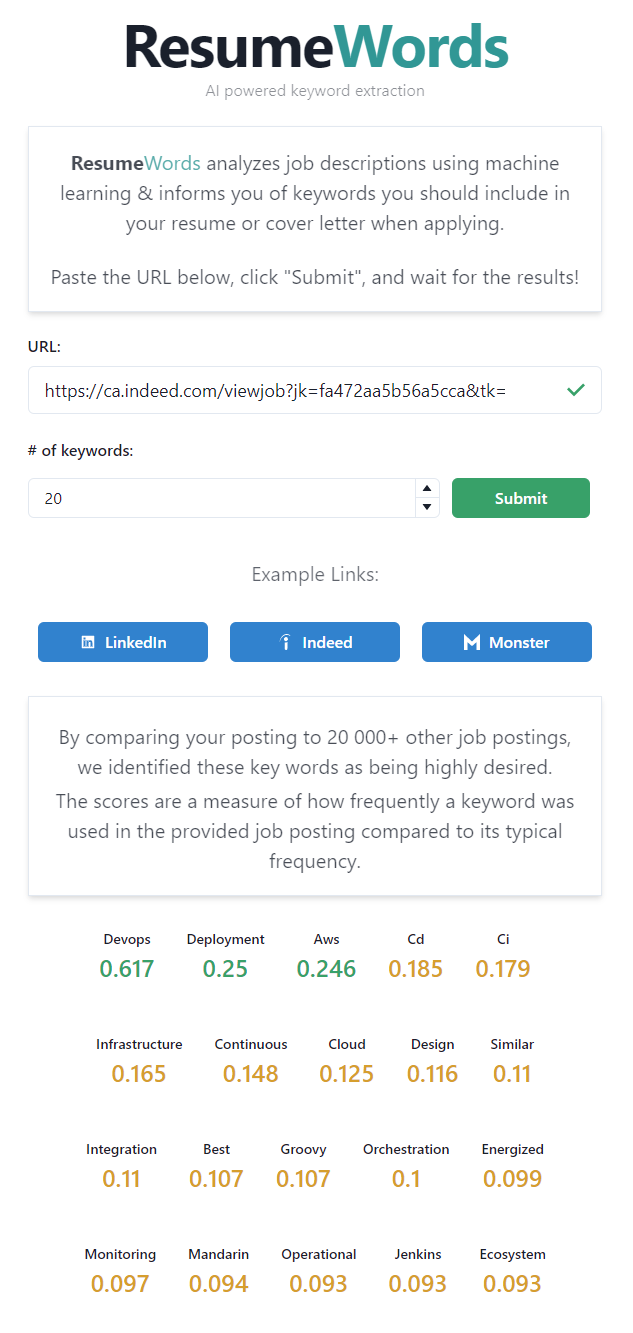 ResumeWords
AI powered keyword extraction
ResumeWords analyzes job descriptions using machine
learning & informs you of keywords you should include in
your resume or cover letter when applying.
Paste the URL below, click "Submit", and wait for the results!
URL:
https://ca.indeed.com/viewjob?jk=fa472aa5b56a5cca&tk=
# of keywords:
20
Submit
Example Links:
LinkedIn Indeed Monster
By comparing your posting to 20 000+ other job postings,
we identified these key words as being highly desired.
The scores are a measure of how frequently a keyword was
used in the provided job posting compared to its typical
frequency.
Devops Deployment Aws Cd Ci
0.617 0.25 0.246 0.185 0.179
Infrastructure Continuous Cloud Design Similar
0.165 0.148 0.125 0.116 0.11
Integration Best Groovy Orchestration Energized
0.11 0.107 0.107 0.1 0.099
Monitoring Mandarin Operational Jenkins Ecosystem
0.097 0.094 0.093 0.093 0.093